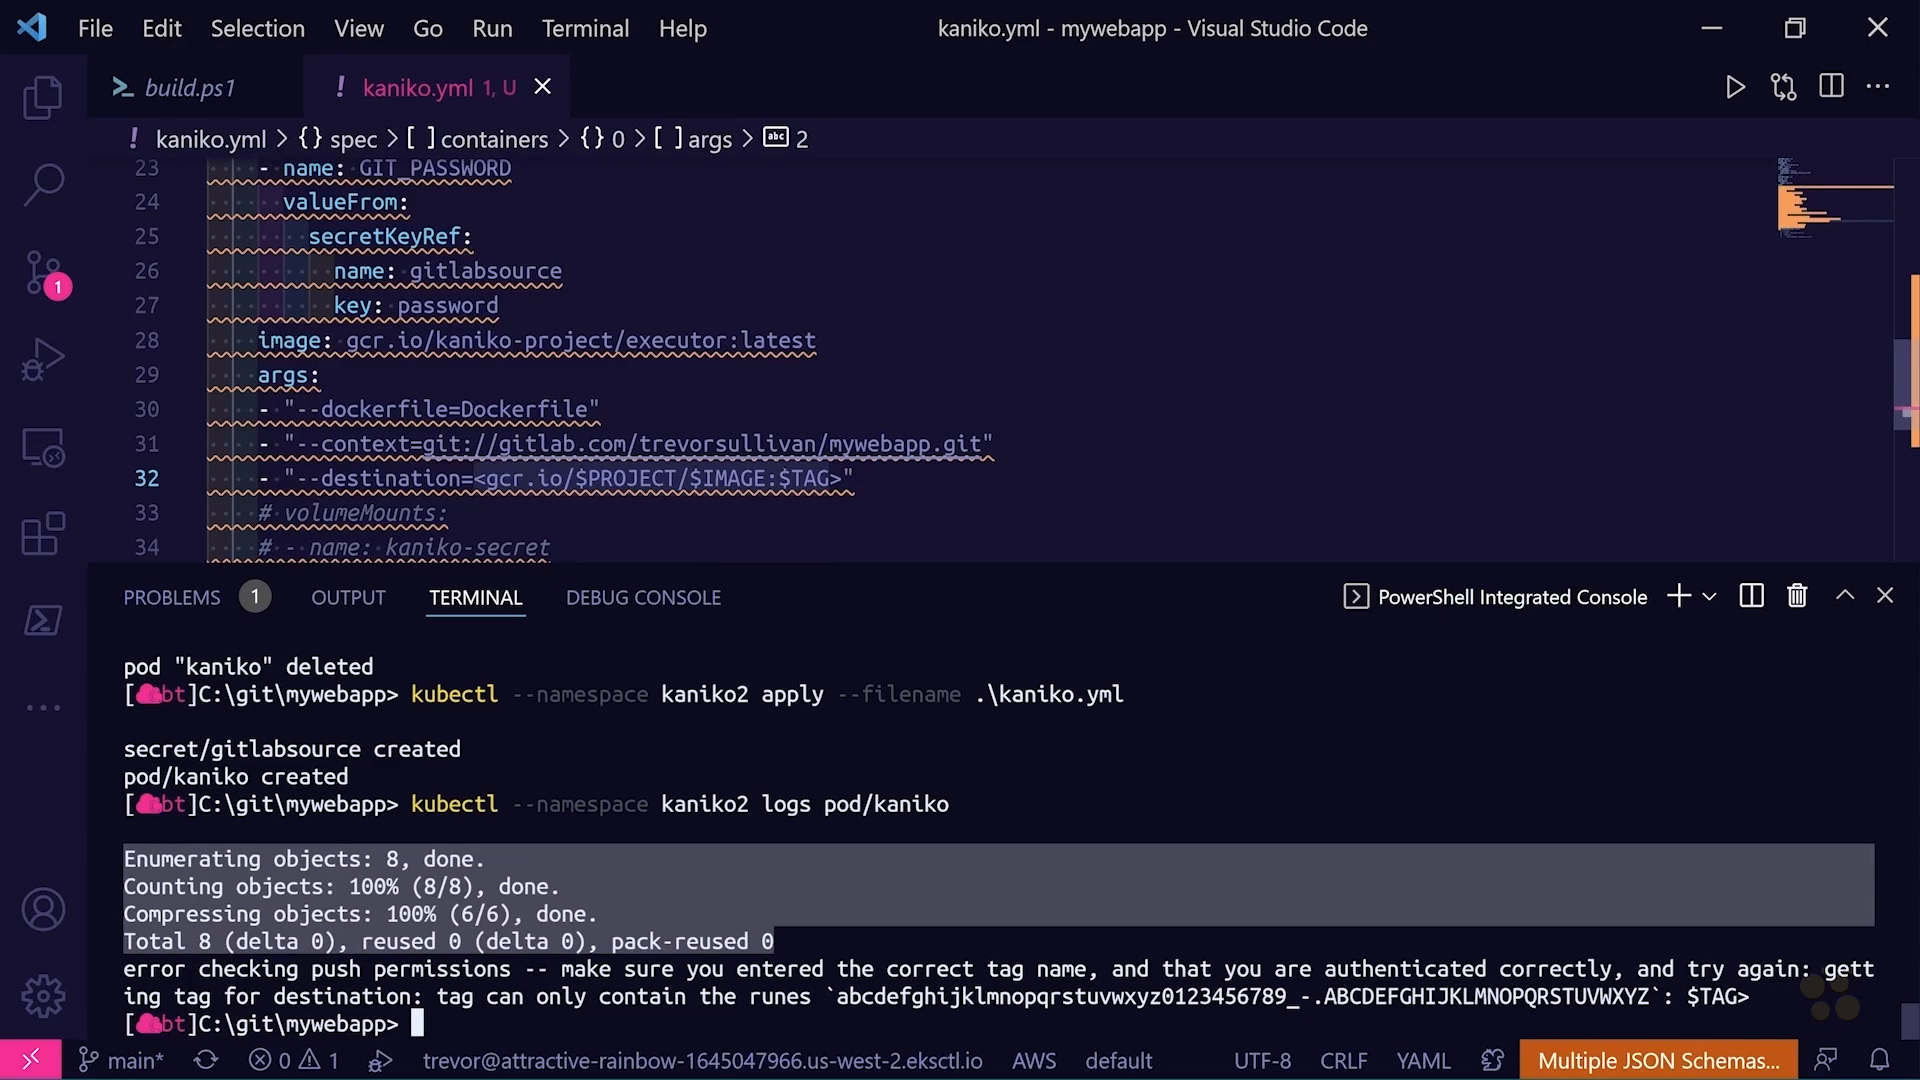 File Edit Selection View Go Run Terminal Help kaniko.yml - mywebapp - Visual Studio Code
build.ps1 ! kaniko.yml 1, U
! kaniko.yml > {} spec > [ ] containers > {} 0 > [ ] args > abc 2
23 - name: GIT_PASSWORD
24 valueFrom:
25 secretKeyRef:
26 name: gitlabsource
27 key: password
28 image: gcr.io/kaniko-project/executor:latest
29 args:
30 - "--dockerfile=Dockerfile"
31 - "--context=git://gitlab.com/trevorsullivan/mywebapp.git"
32 - "--destination=<gcr.io/$PROJECT/$IMAGE:$TAG>"
33 # volumeMounts:
34 # - name: kaniko-secret
1
PROBLEMS 1 OUTPUT TERMINAL DEBUG CONSOLE PowerShell Integrated Console
pod "kaniko" deleted
[bt]C:\git\mywebapp> kubectl --namespace kaniko2 apply --filename .\kaniko.yml
secret/gitlabsource created
pod/kaniko created
[bt]C:\git\mywebapp> kubectl --namespace kaniko2 logs pod/kaniko
Enumerating objects: 8, done.
Counting objects: 100% (8/8), done.
Compressing objects: 100% (6/6), done.
Total 8 (delta 0), reused 0 (delta 0), pack-reused 0
error checking push permissions -- make sure you entered the correct tag name, and that you are authenticated correctly, and try again: gett
ing tag for destination: tag can only contain the runes `abcdefghijklmnopqrstuvwxyz0123456789_-.ABCDEFGHIJKLMNOPQRSTUVWXYZ`: $TAG>
[bt]C:\git\mywebapp>
main* 0 1 trevor@attractive-rainbow-1645047966.us-west-2.eksctl.io AWS default UTF-8 CRLF YAML Multiple JSON Schemas...